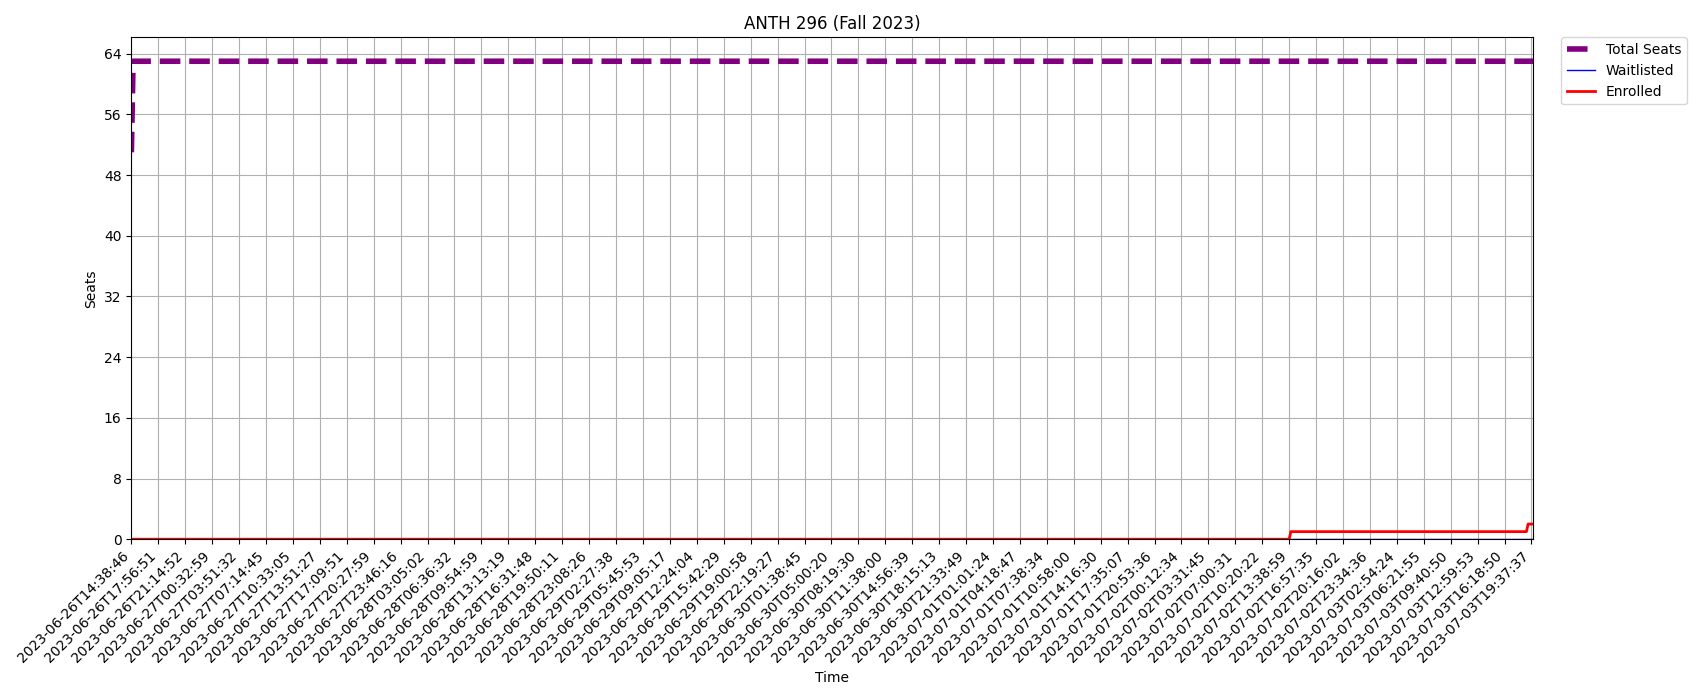 ANTH 296 (Fall 2023)
Total Seats
Waitlisted
Enrolled
64
56
48
40
32
24
16
8
0
Seats
2023-06-26T14:38:46
2023-06-26T17:56:51
2023-06-26T21:14:52
2023-06-27T00:32:59
2023-06-27T03:51:32
2023-06-27T07:14:45
2023-06-27T10:33:05
2023-06-27T13:51:27
2023-06-27T17:09:51
2023-06-27T20:27:59
2023-06-27T23:46:16
2023-06-28T03:05:02
2023-06-28T06:36:32
2023-06-28T09:54:59
2023-06-28T13:13:19
2023-06-28T16:31:48
2023-06-28T19:50:11
2023-06-28T23:08:26
2023-06-29T02:27:38
2023-06-29T05:45:53
2023-06-29T09:05:17
2023-06-29T12:24:04
2023-06-29T15:42:29
2023-06-29T19:00:58
2023-06-29T22:19:27
2023-06-30T01:38:45
2023-06-30T05:00:20
2023-06-30T08:19:30
2023-06-30T11:38:00
2023-06-30T14:56:39
2023-06-30T18:15:13
2023-06-30T21:33:49
2023-07-01T01:01:24
2023-07-01T04:18:47
2023-07-01T07:38:34
2023-07-01T10:58:00
2023-07-01T14:16:30
2023-07-01T17:35:07
2023-07-01T20:53:36
2023-07-02T00:12:34
2023-07-02T03:31:45
2023-07-02T07:00:31
2023-07-02T10:20:22
2023-07-02T13:38:59
2023-07-02T16:57:35
2023-07-02T20:16:02
2023-07-02T23:34:36
2023-07-03T02:54:24
2023-07-03T06:21:55
2023-07-03T09:40:50
2023-07-03T12:59:53
2023-07-03T16:18:50
2023-07-03T19:37:37
Time